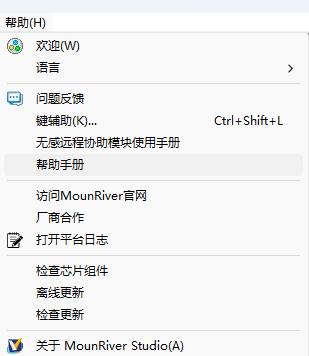 帮助(H)
欢迎(W)
语言
问题反馈
键辅助(K)... Ctrl+Shift+L
无感远程协助模块使用手册
帮助手册
访问MounRiver官网
厂商合作
打开平台日志
检查芯片组件
离线更新
检查更新
关于 MounRiver Studio(A)